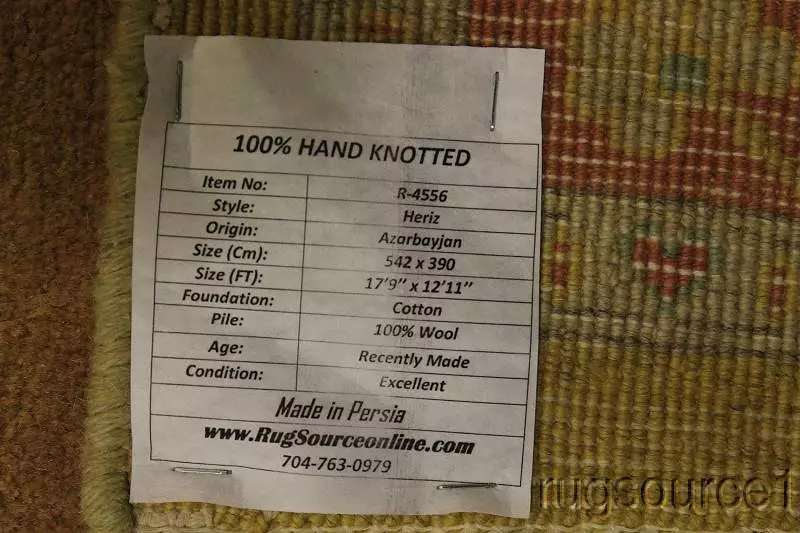 100% HAND KNOTTED
Item No: R-4556
Style: Heriz
Origin: Azarbayjan
Size (Cm): 542 x 390
Size (FT): 17'9" x 12'11"
Foundation: Cotton
Pile: 100% Wool
Age: Recently Made
Condition: Excellent
Made in Persia
www.RugSourceonline.com
704-763-0979
rugsource1